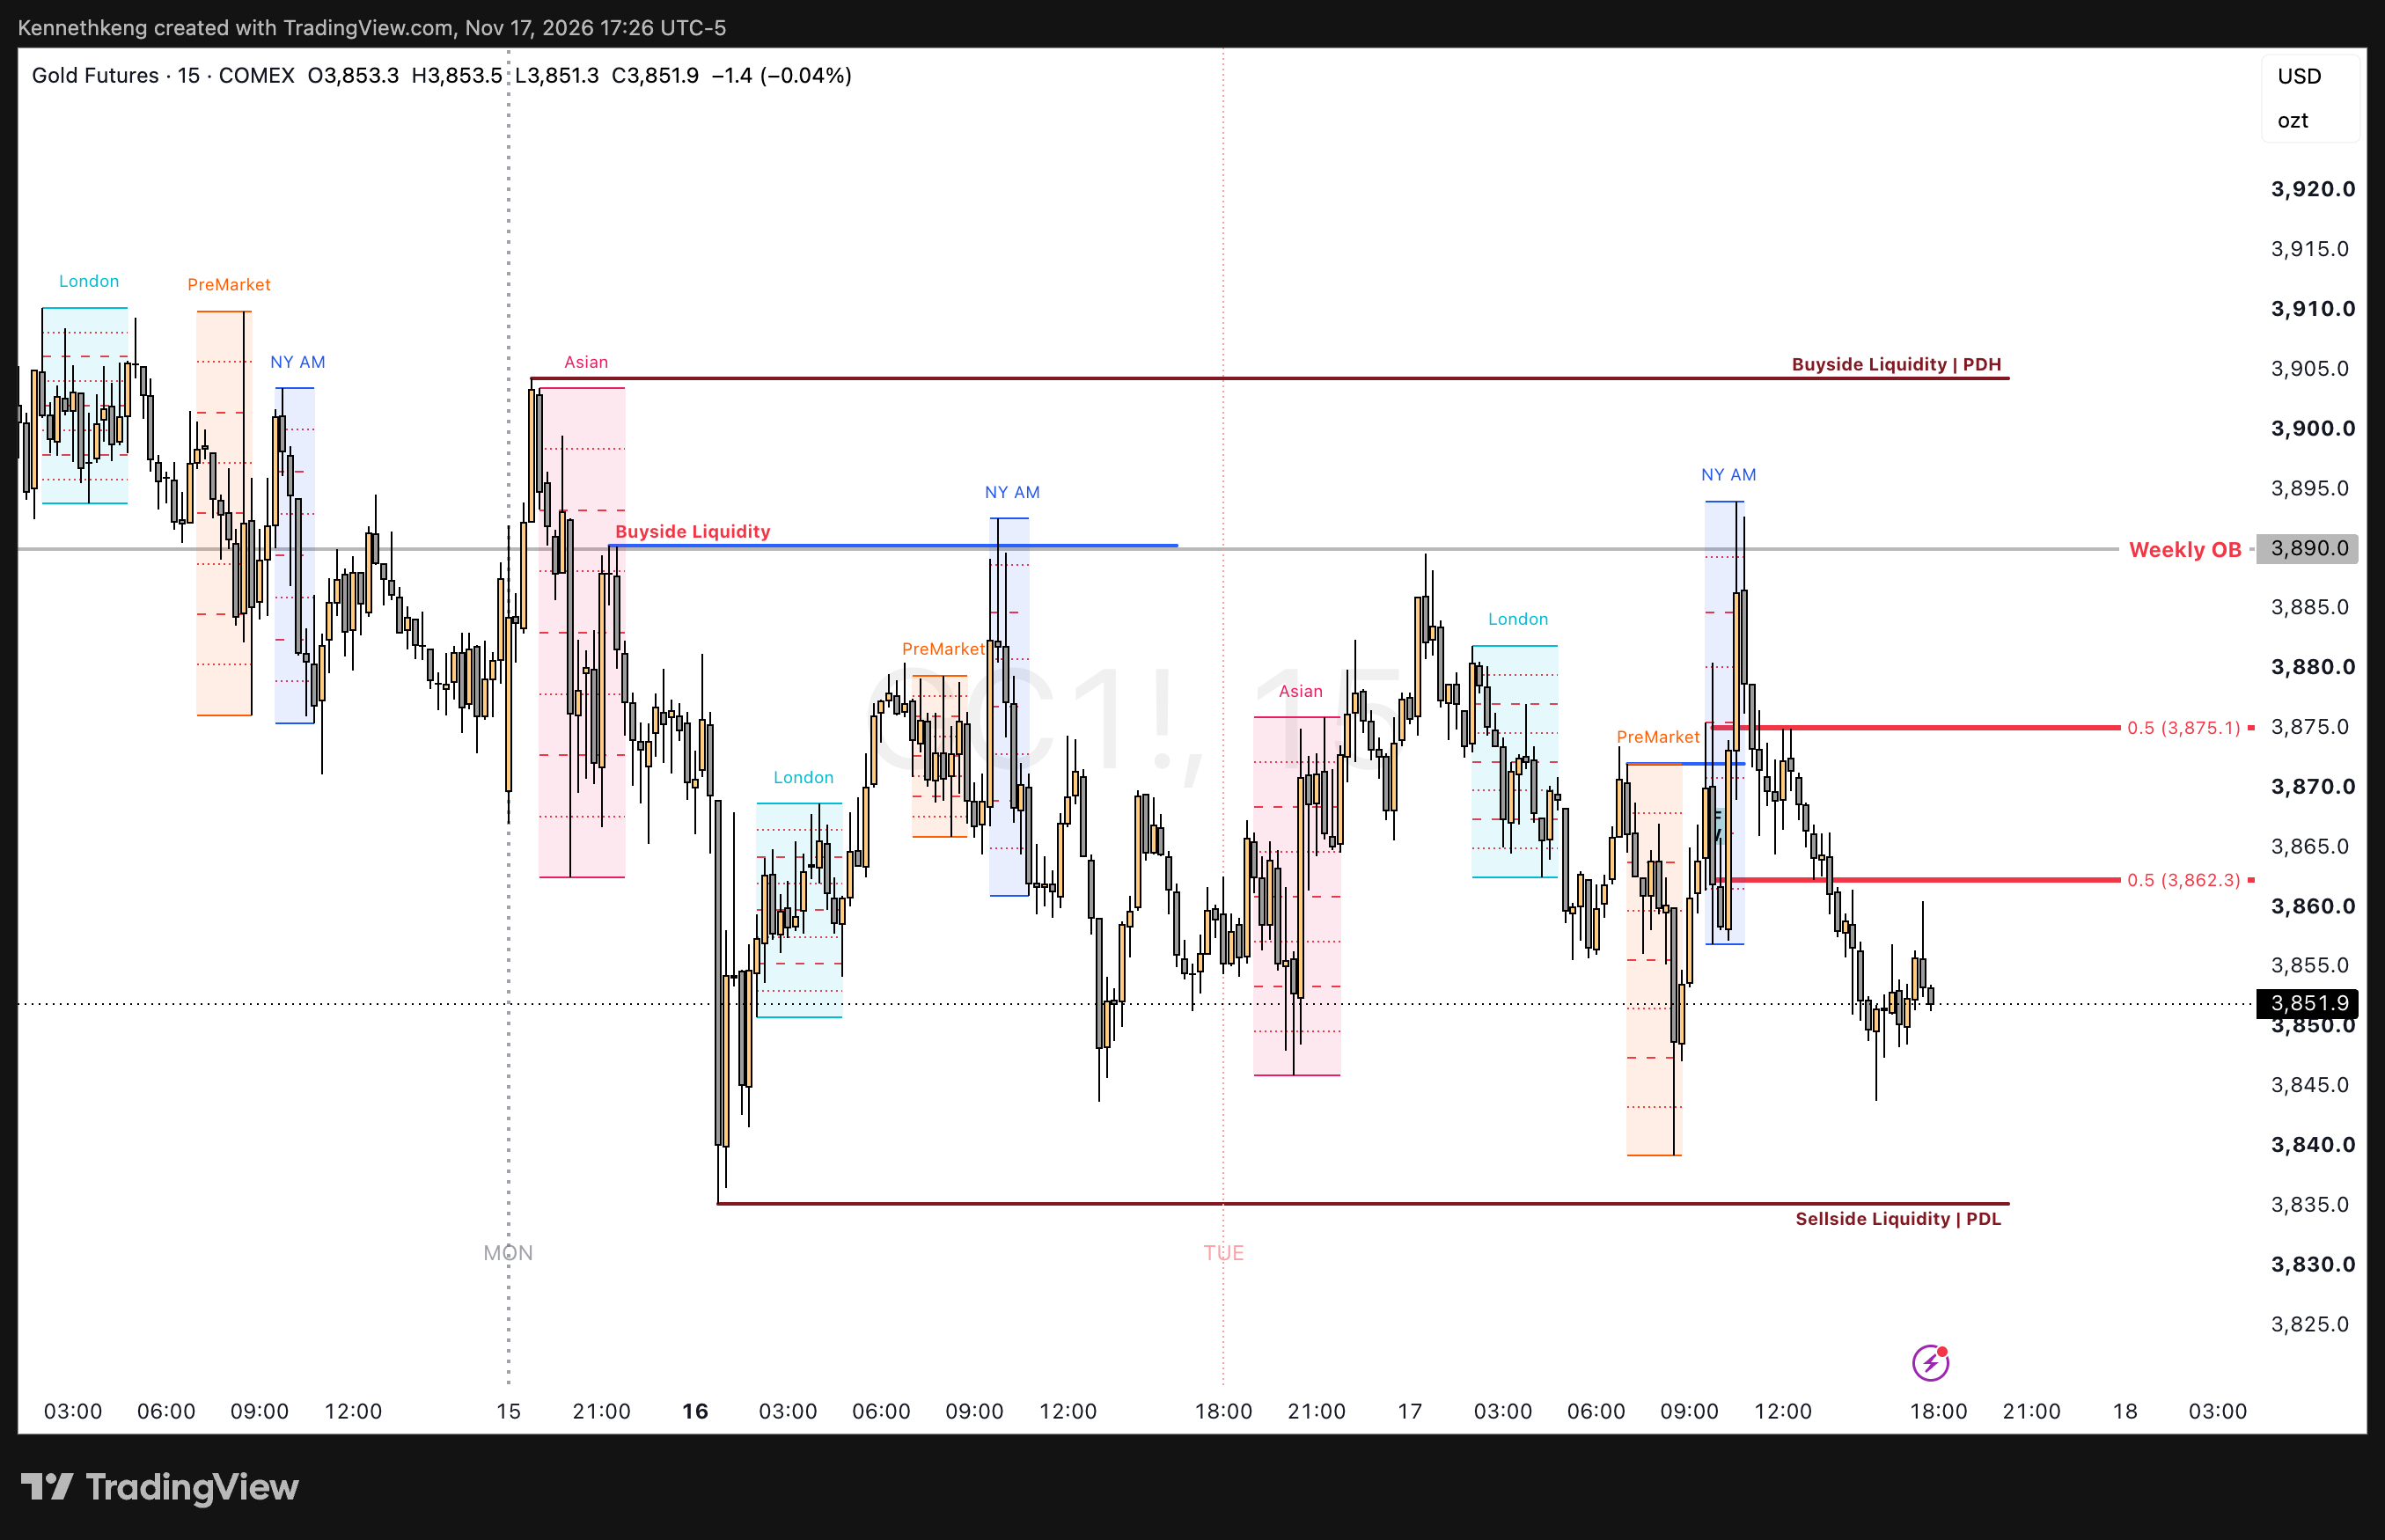 Kennethkeng created with TradingView.com, Nov 17, 2026 17:26 UTC-5
Gold Futures · 15 · COMEX O3,853.3 H3,853.5 L3,851.3 C3,851.9 −1.4 (−0.04%)
USD
ozt
3,920.0
3,915.0
London
PreMarket
3,910.0
NY AM
Asian
Buyside Liquidity | PDH
3,905.0
3,900.0
NY AM
NY AM
3,895.0
Buyside Liquidity
Weekly OB
3,890.0
3,885.0
London
PreMarket
3,880.0
GC1!, 15
Asian
PreMarket
0.5 (3,875.1)
3,875.0
London
3,870.0
3,865.0
0.5 (3,862.3)
3,860.0
3,855.0
3,851.9
3,850.0
3,845.0
3,840.0
3,835.0
Sellside Liquidity | PDL
MON
TUE
3,830.0
3,825.0
03:00 06:00 09:00 12:00 15 21:00 16 03:00 06:00 09:00 12:00 18:00 21:00 17 03:00 06:00 09:00 12:00 18:00 21:00 18 03:00
TradingView